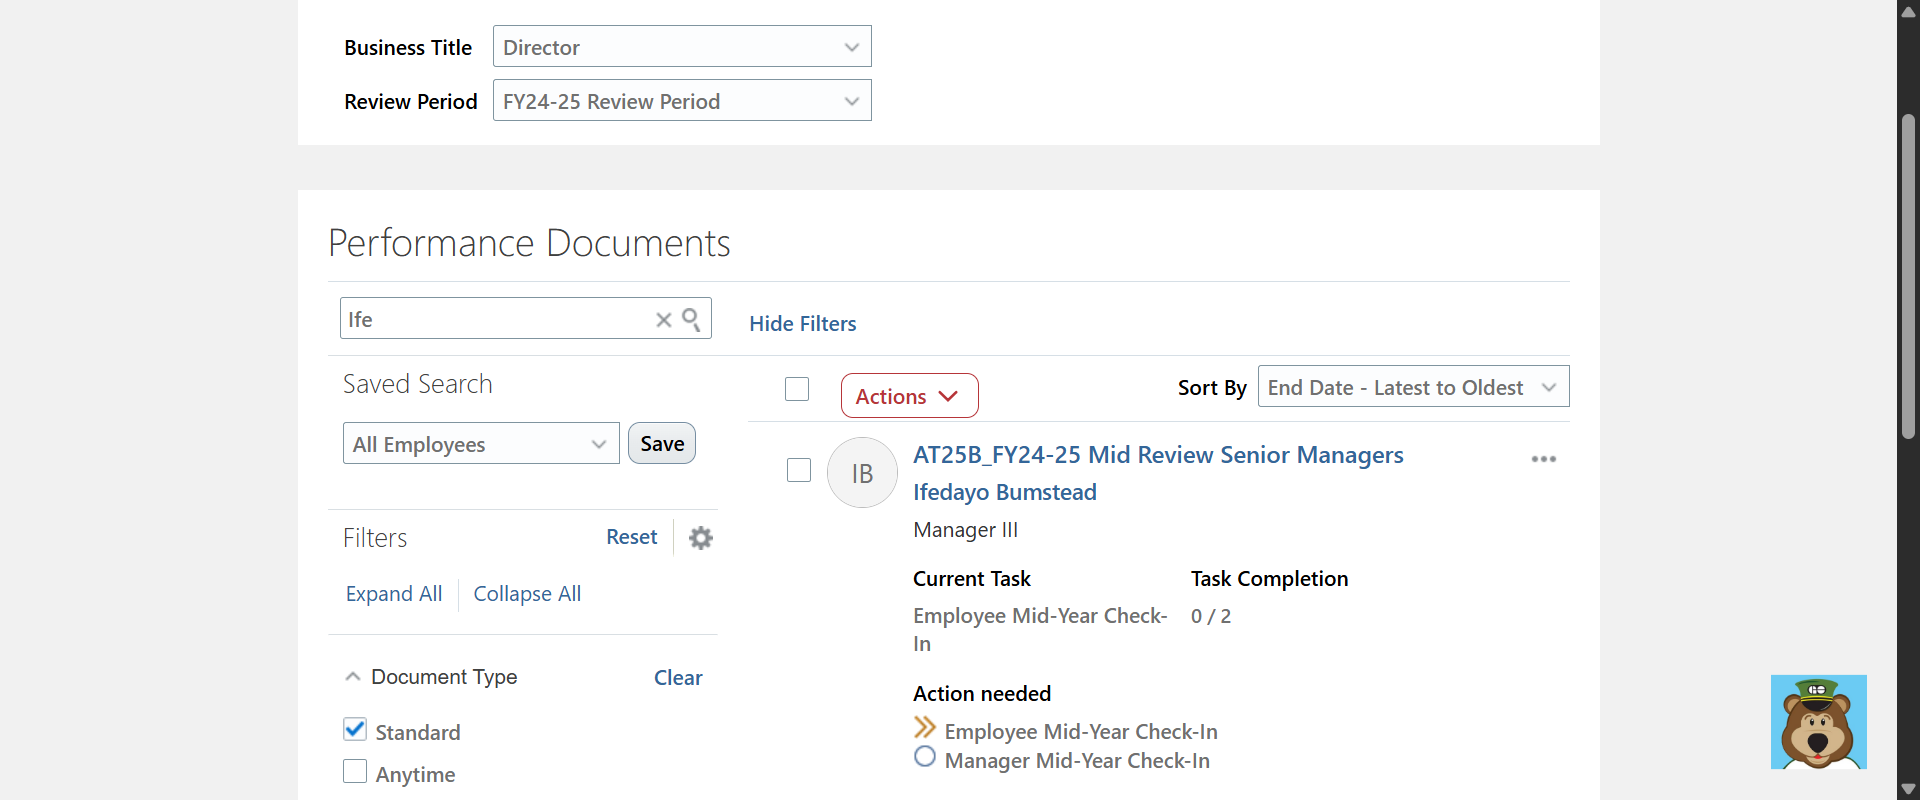 Business Title
Director
Review Period
FY24-25 Review Period
Performance Documents
Ife
Hide Filters
Saved Search
All Employees
Save
Actions
Sort By
End Date - Latest to Oldest
Filters
Reset
Expand All
Collapse All
Document Type
Clear
Standard
Anytime
IB
AT25B_FY24-25 Mid Review Senior Managers
Ifedayo Bumstead
Manager III
Current Task
Task Completion
Employee Mid-Year Check-
In
0 / 2
Action needed
Employee Mid-Year Check-In
Manager Mid-Year Check-In